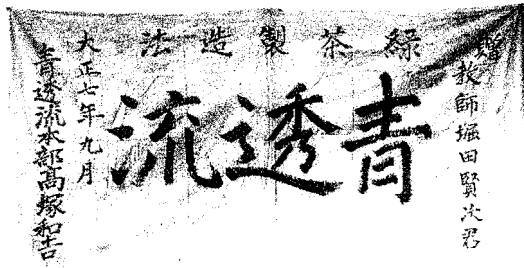 贈
教師堀田賢次君
緑茶製造法
青透流
大正七年九月
青透流本部高塚和吉